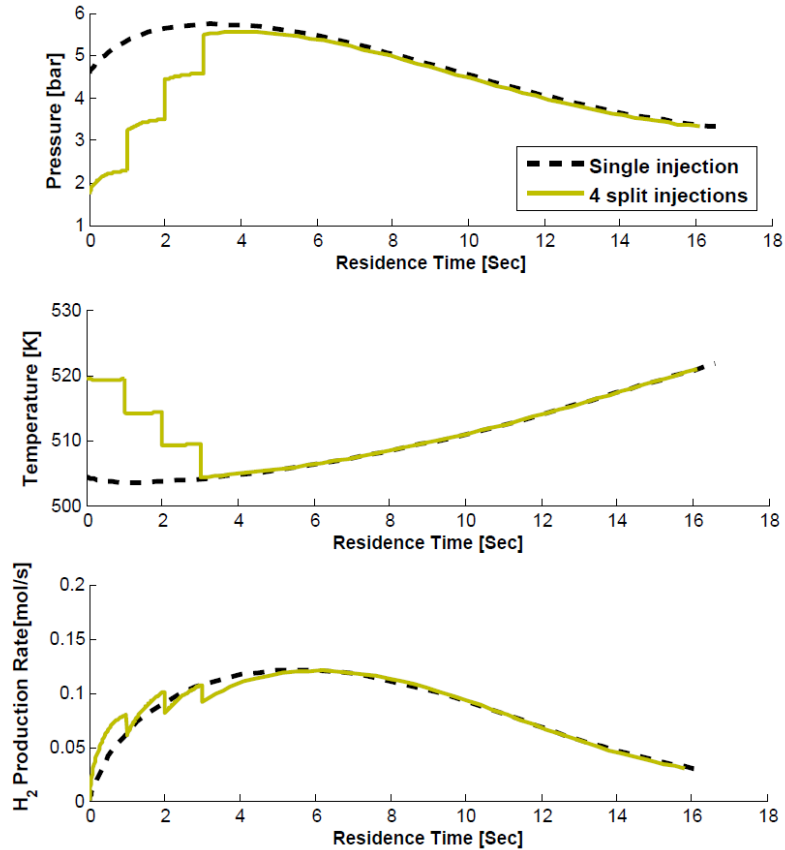 6
5
4
3
2
1
Pressure [bar]
Single injection
4 split injections
0 2 4 6 8 10 12 14 16 18
Residence Time [Sec]
530
520
510
500
Temperature [K]
0 2 4 6 8 10 12 14 16 18
Residence Time [Sec]
0.2
0.15
0.1
0.05
0
H2 Production Rate[mol/s]
0 2 4 6 8 10 12 14 16 18
Residence Time [Sec]